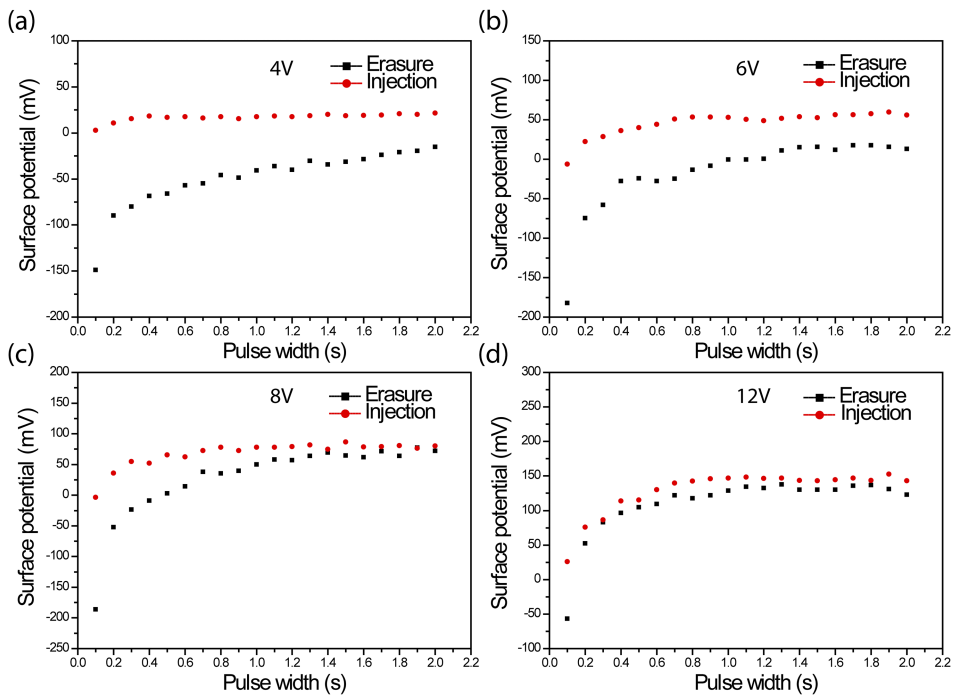 (a)
100
50
0
-50
-100
-150
-200
Surface potential (mV)
4V
Erasure
Injection
0.0 0.2 0.4 0.6 0.8 1.0 1.2 1.4 1.6 1.8 2.0 2.2
Pulse width (s)
(b)
150
100
50
0
-50
-100
-150
-200
Surface potential (mV)
6V
Erasure
Injection
0.0 0.2 0.4 0.6 0.8 1.0 1.2 1.4 1.6 1.8 2.0 2.2
Pulse width (s)
(c)
200
150
100
50
0
-50
-100
-150
-200
-250
Surface potential (mV)
8V
Erasure
Injection
0.0 0.2 0.4 0.6 0.8 1.0 1.2 1.4 1.6 1.8 2.0 2.2
Pulse width (s)
(d)
300
250
200
150
100
50
0
-50
-100
Surface potential (mV)
12V
Erasure
Injection
0.0 0.2 0.4 0.6 0.8 1.0 1.2 1.4 1.6 1.8 2.0 2.2
Pulse width (s)